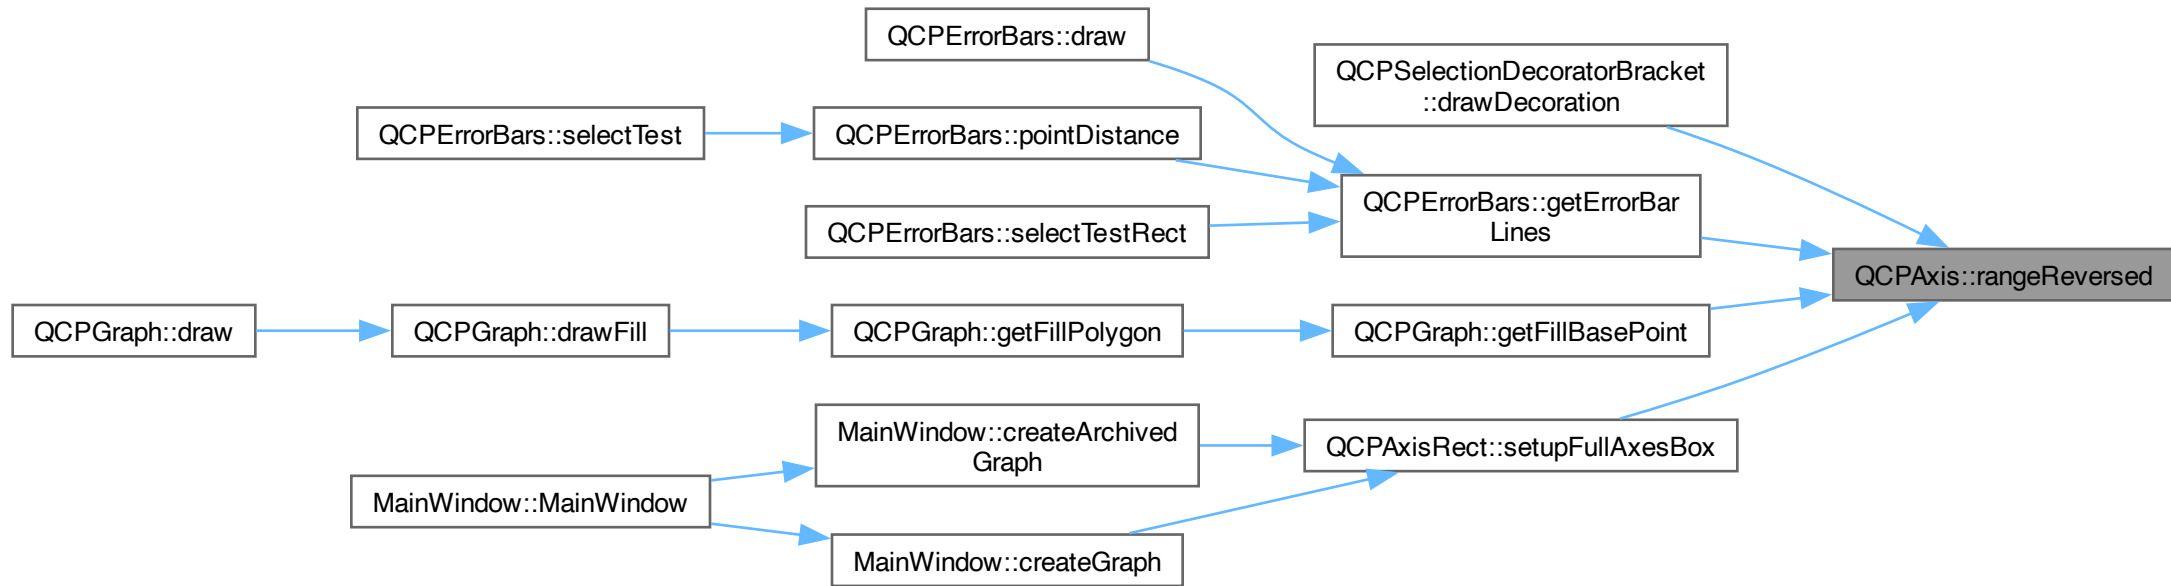 QCPErrorBars::draw
QCPSelectionDecoratorBracket
::drawDecoration
QCPErrorBars::selectTest
QCPErrorBars::pointDistance
QCPErrorBars::getErrorBar
Lines
QCPErrorBars::selectTestRect
QCPAxis::rangeReversed
QCPGraph::draw
QCPGraph::drawFill
QCPGraph::getFillPolygon
QCPGraph::getFillBasePoint
MainWindow::createArchived
Graph
QCPAxisRect::setupFullAxesBox
MainWindow::MainWindow
MainWindow::createGraph